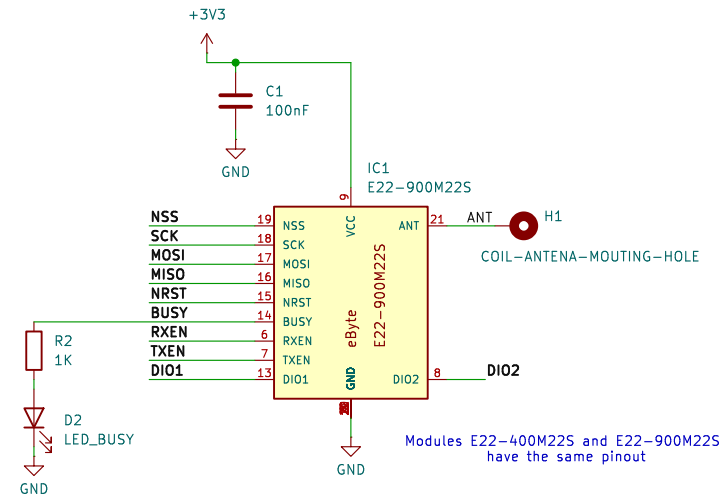 +3V3
C1
100nF
GND
IC1
E22-900M22S
9
VCC
NSS
19
NSS
SCK
18
SCK
MOSI
17
MOSI
MISO
16
MISO
NRST
15
NRST
BUSY
14
BUSY
RXEN
6
RXEN
TXEN
7
TXEN
DIO1
13
DIO1
eByte
E22-900M22S
ANT
21
ANT
H1
COIL-ANTENA-MOUTING-HOLE
DIO2
8
DIO2
GND
GND
R2
1K
D2
LED_BUSY
GND
Modules E22-400M22S and E22-900M22S
have the same pinout